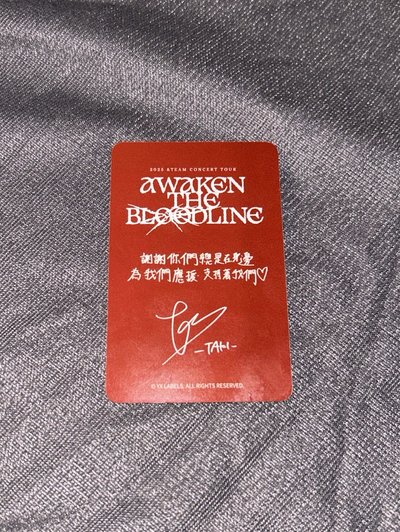 2025 &TEAM CONCERT TOUR
AWAKEN
THE
BLOODLINE
謝謝你們總是在身邊
為我們應援 支持著我們♡
-TAKI-
© YX LABELS. ALL RIGHTS RESERVED.